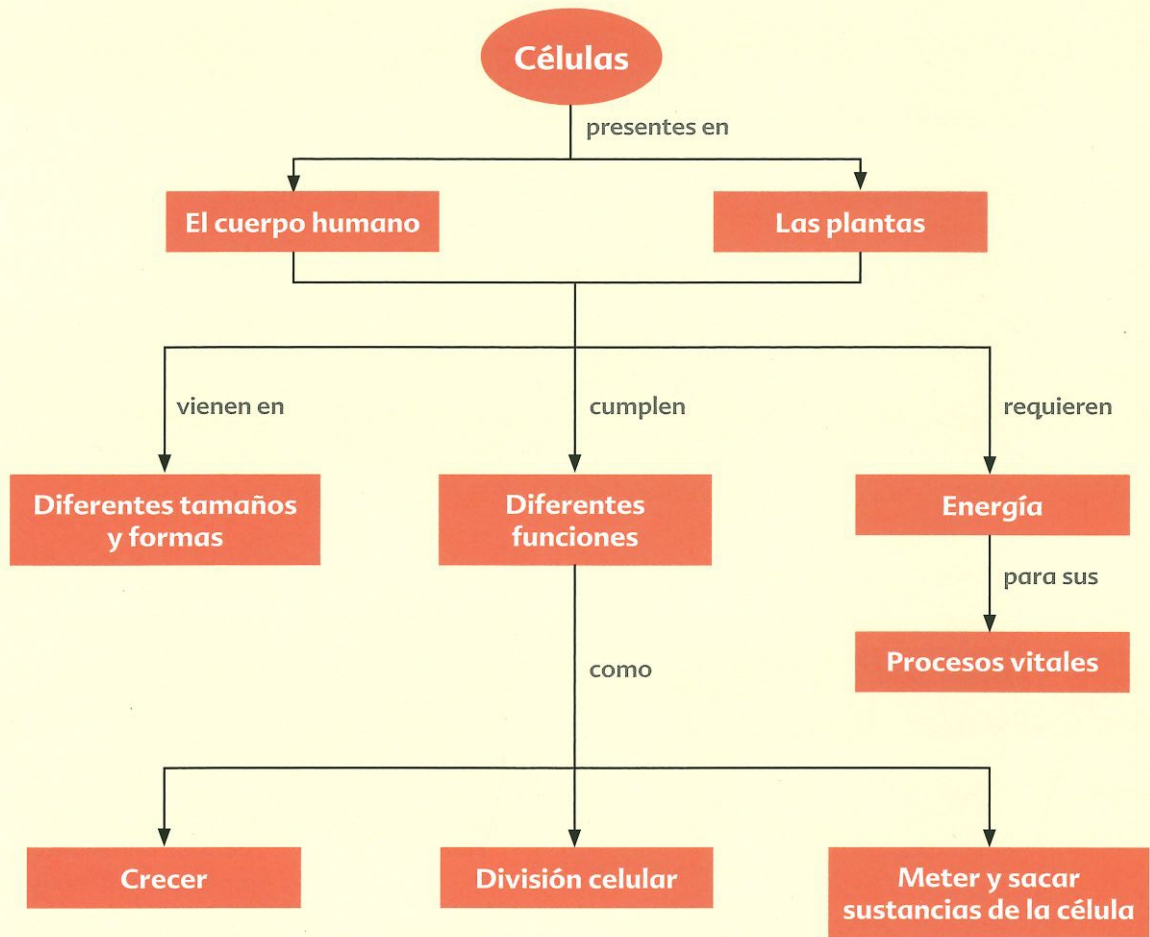 Células
presentes en
El cuerpo humano
Las plantas
vienen en
cumplen
requieren
Diferentes tamaños
y formas
Diferentes
funciones
Energía
para sus
Procesos vitales
como
Crecer
División celular
Meter y sacar
sustancias de la célula